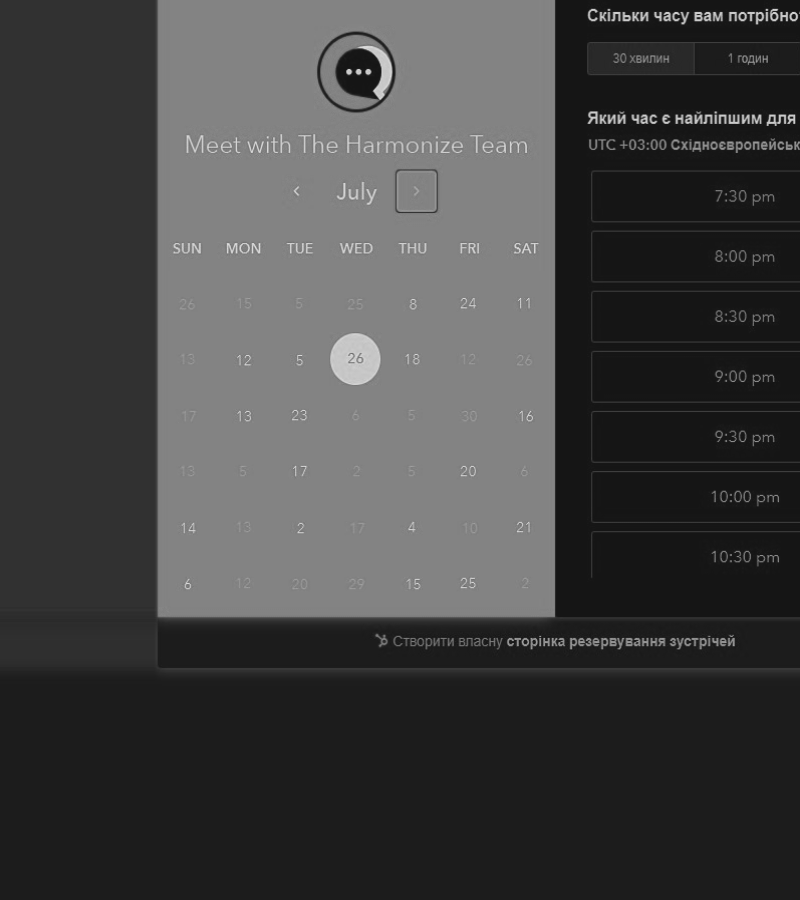 Meet with The Harmonize Team
July
SUN MON TUE WED THU FRI SAT
26 15 5 25 8 24 11
13 12 5 26 18 12 26
17 13 23 6 5 30 16
13 5 17 2 5 20 6
14 13 2 17 4 10 21
6 12 20 29 15 25 2
Скільки часу вам потрібно
30 хвилин 1 годин
Який час є найліпшим для
UTC +03:00 Східноєвропейськ
7:30 pm
8:00 pm
8:30 pm
9:00 pm
9:30 pm
10:00 pm
10:30 pm
Створити власну сторінка резервування зустрічей